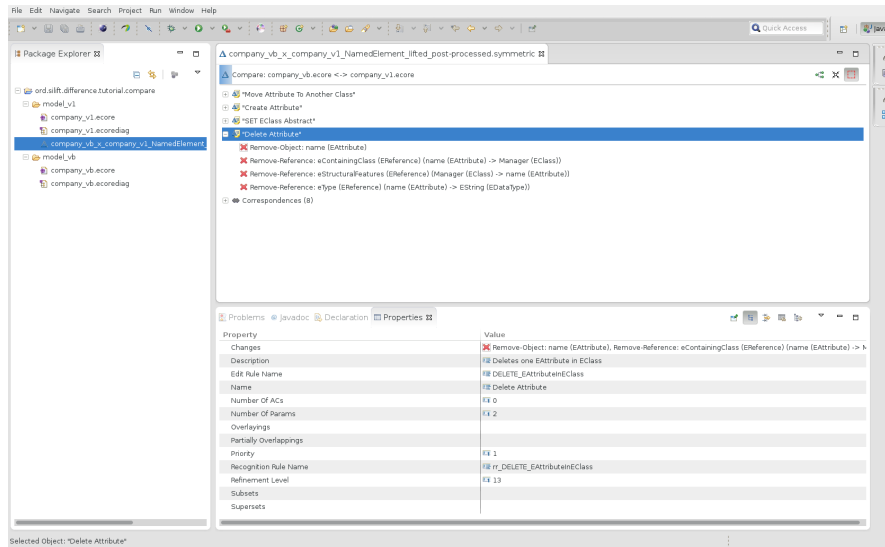 File Edit Navigate Search Project Run Window Help
Quick Access
Java
Package Explorer
ord.silift.difference.tutorial.compare
model_v1
company_v1.ecore
company_v1.ecorediag
company_vb_x_company_v1_NamedElement_
model_vb
company_vb.ecore
company_vb.ecorediag
company_vb_x_company_v1_NamedElement_lifted_post-processed.symmetric
Compare: company_vb.ecore <-> company_v1.ecore
"Move Attribute To Another Class"
"Create Attribute"
"SET EClass Abstract"
"Delete Attribute"
Remove-Object: name (EAttribute)
Remove-Reference: eContainingClass (EReference) (name (EAttribute) -> Manager (EClass))
Remove-Reference: eStructuralFeatures (EReference) (Manager (EClass) -> name (EAttribute))
Remove-Reference: eType (EReference) (name (EAttribute) -> EString (EDataType))
Correspondences (8)
Problems @ Javadoc Declaration Properties
Property Value
Changes Remove-Object: name (EAttribute), Remove-Reference: eContainingClass (EReference) (name (EAttribute) -> M
Description Deletes one EAttribute in EClass
Edit Rule Name DELETE_EAttributeInEClass
Name Delete Attribute
Number Of ACs 0
Number Of Params 2
Overlayings
Partially Overlappings
Priority 1
Recognition Rule Name rr_DELETE_EAttributeInEClass
Refinement Level 13
Subsets
Supersets
Selected Object: "Delete Attribute"